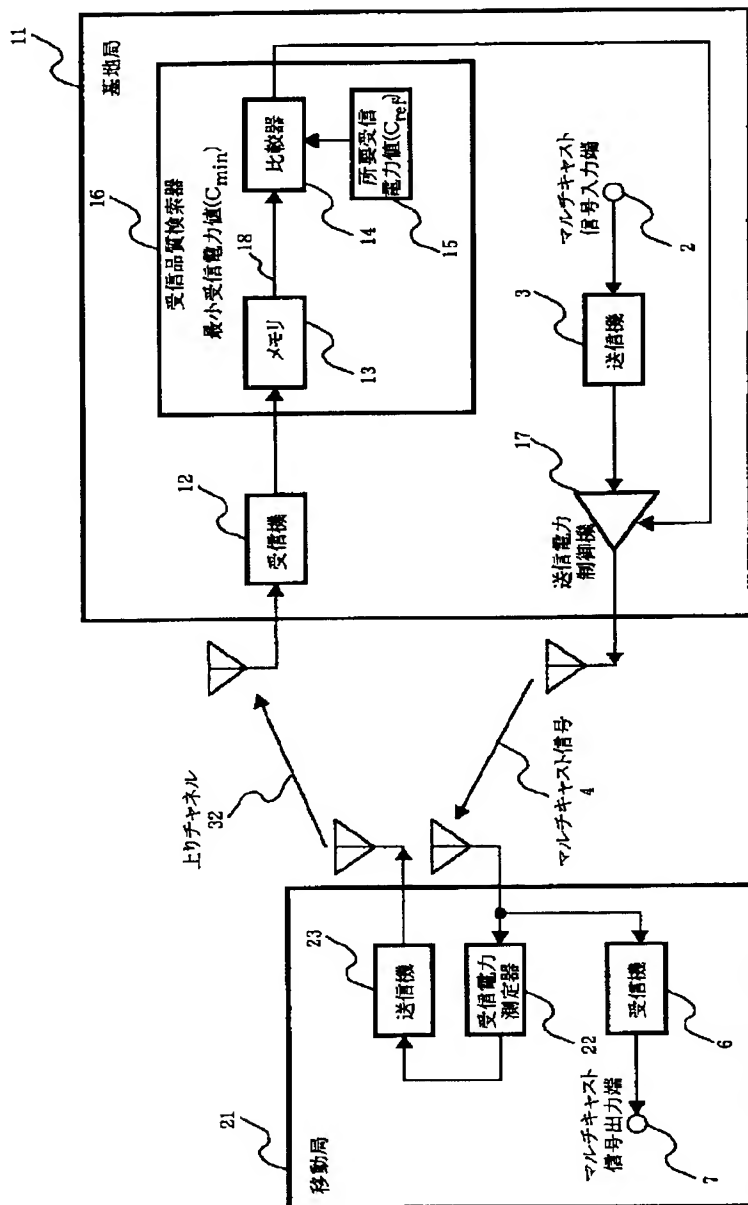 11
基地局
16
受信品質検索器
最小受信電力値(Cmin)
18
メモリ
13
比較器
14
所要受信
電力値(Cref)
15
12
受信機
マルチキャスト
信号入力端
2
3
送信機
17
送信電力
制御機
上りチャネル
32
マルチキャスト信号
4
21
移動局
23
送信機
受信電力
測定器
22
受信機
6
マルチキャスト
信号出力端
7